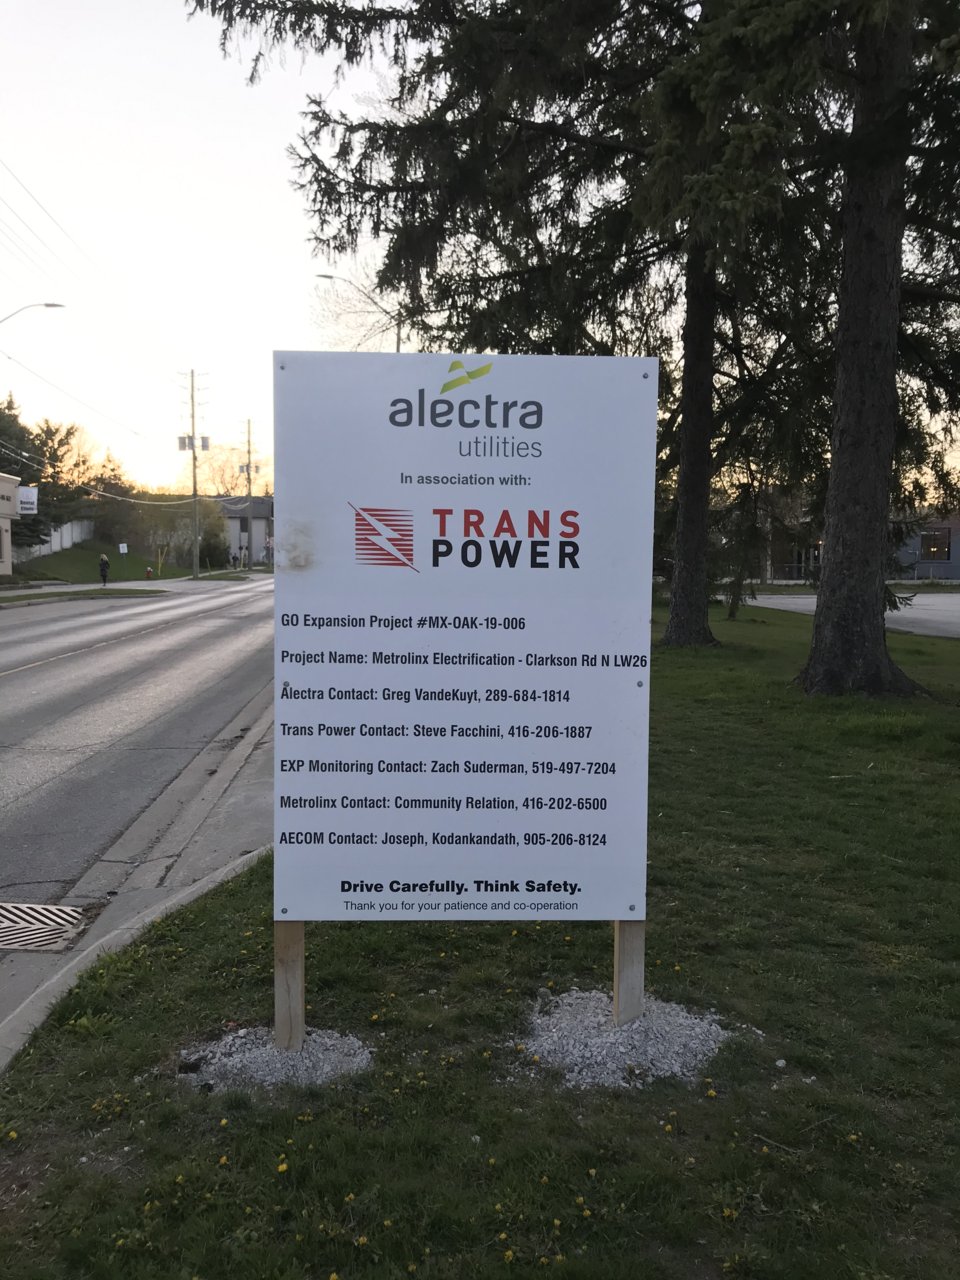 alectra
utilities
In association with:
TRANS
POWER
GO Expansion Project #MX-OAK-19-006
Project Name: Metrolinx Electrification - Clarkson Rd N LW26
Alectra Contact: Greg VandeKuyt, 289-684-1814
Trans Power Contact: Steve Facchini, 416-206-1887
EXP Monitoring Contact: Zach Suderman, 519-497-7204
Metrolinx Contact: Community Relation, 416-202-6500
AECOM Contact: Joseph, Kodankandath, 905-206-8124
Drive Carefully. Think Safety.
Thank you for your patience and co-operation
Dental